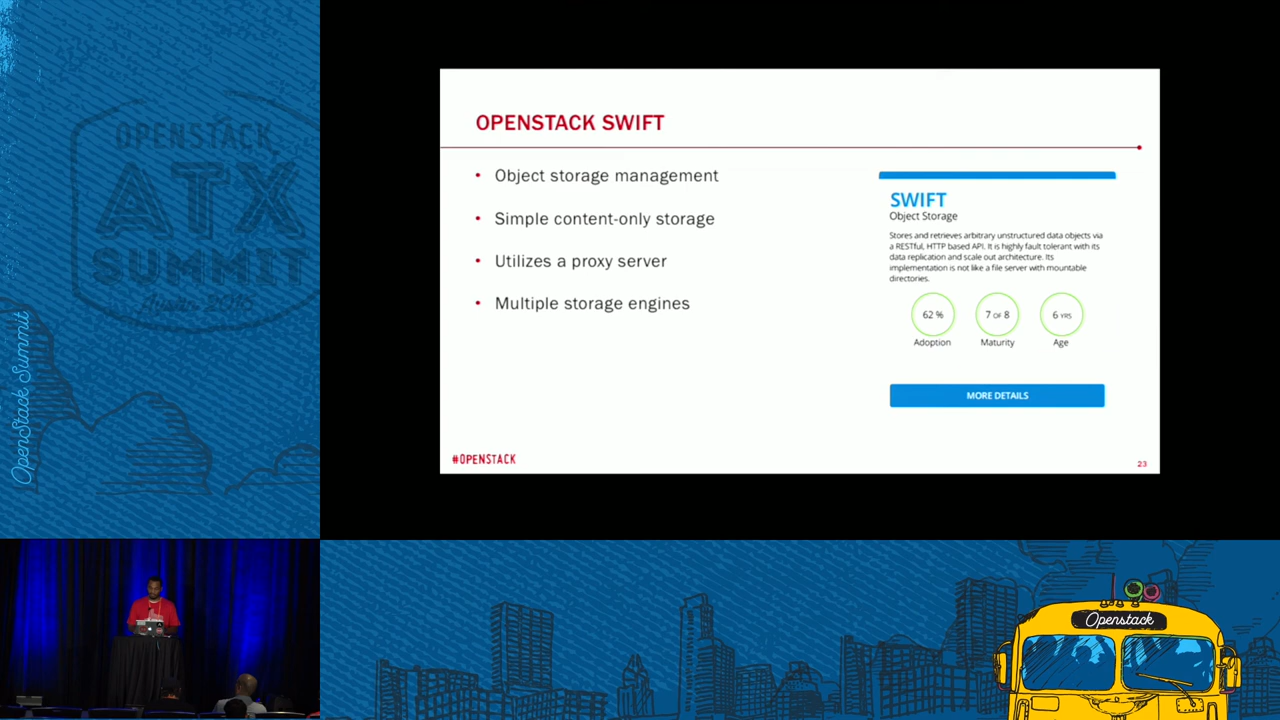 OPENSTACK
ATX
SUMMIT
OpenStack Summit
OPENSTACK SWIFT
• Object storage management
• Simple content-only storage
• Utilizes a proxy server
• Multiple storage engines
SWIFT
Object Storage
Stores and retrieves arbitrary unstructured data objects via
a RESTful, HTTP based API. It is highly fault tolerant with its
data replication and scale out architecture. Its
implementation is not like a file server with mountable
directories.
62 %
7 OF 8
6 YRS
Adoption
Maturity
Age
MORE DETAILS
#OPENSTACK
23
Openstack